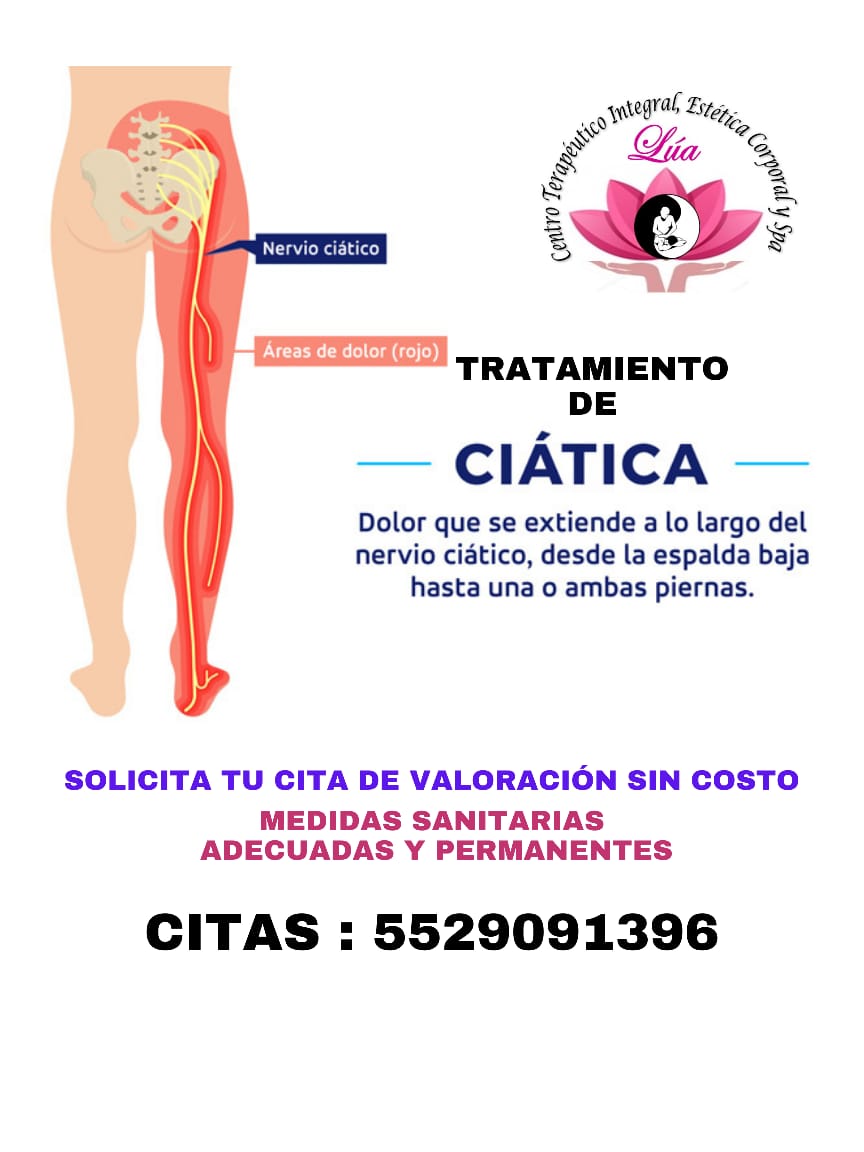 Centro Terapéutico Integral, Estética Corporal y Spa
Lúa
Nervio ciático
Áreas de dolor (rojo)
TRATAMIENTO
DE
CIÁTICA
Dolor que se extiende a lo largo del
nervio ciático, desde la espalda baja
hasta una o ambas piernas.
SOLICITA TU CITA DE VALORACIÓN SIN COSTO
MEDIDAS SANITARIAS
ADECUADAS Y PERMANENTES
CITAS : 5529091396